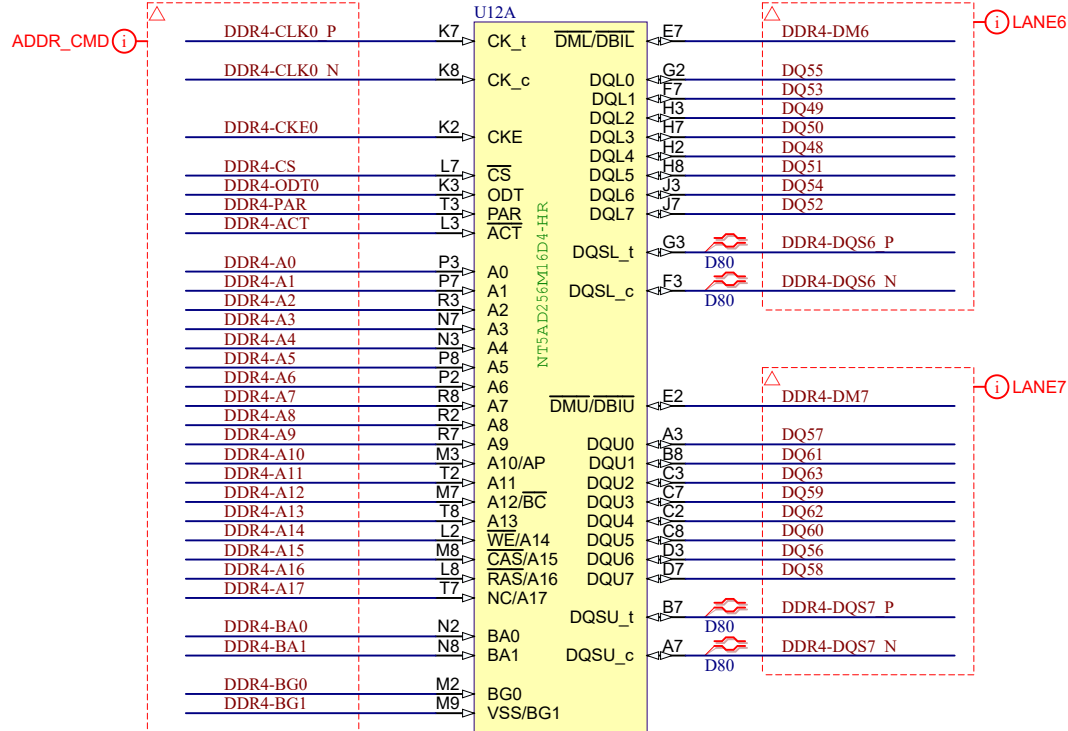 U12A
ADDR_CMD i
LANE6 i
DDR4-CLK0_P K7 CK_t DML/DBIL E7 DDR4-DM6
DDR4-CLK0_N K8 CK_c DQL0 G2 DQ55
DQL1 F7 DQ53
DQL2 H3 DQ49
DDR4-CKE0 K2 CKE DQL3 H7 DQ50
DQL4 H2 DQ48
DDR4-CS L7 CS DQL5 H8 DQ51
DDR4-ODT0 K3 ODT DQL6 J3 DQ54
DDR4-PAR T3 PAR DQL7 J7 DQ52
DDR4-ACT L3 ACT
DQSL_t G3 D80 DDR4-DQS6_P
DDR4-A0 P3 A0
DDR4-A1 P7 A1 DQSL_c F3 D80 DDR4-DQS6_N
DDR4-A2 R3 A2
DDR4-A3 N7 A3
DDR4-A4 N3 A4
NT5AD256M16D4-HR
DDR4-A5 P8 A5
DDR4-A6 P2 A6
i LANE7
DDR4-A7 R8 A7 DMU/DBIU E2 DDR4-DM7
DDR4-A8 R2 A8
DDR4-A9 R7 A9 DQU0 A3 DQ57
DDR4-A10 M3 A10/AP DQU1 B8 DQ61
DDR4-A11 T2 A11 DQU2 C3 DQ63
DDR4-A12 M7 A12/BC DQU3 C7 DQ59
DDR4-A13 T8 A13 DQU4 C2 DQ62
DDR4-A14 L2 WE/A14 DQU5 C8 DQ60
DDR4-A15 M8 CAS/A15 DQU6 D3 DQ56
DDR4-A16 L8 RAS/A16 DQU7 D7 DQ58
DDR4-A17 T7 NC/A17
DQSU_t B7 D80 DDR4-DQS7_P
DDR4-BA0 N2 BA0
DDR4-BA1 N8 BA1 DQSU_c A7 D80 DDR4-DQS7_N
DDR4-BG0 M2 BG0
DDR4-BG1 M9 VSS/BG1